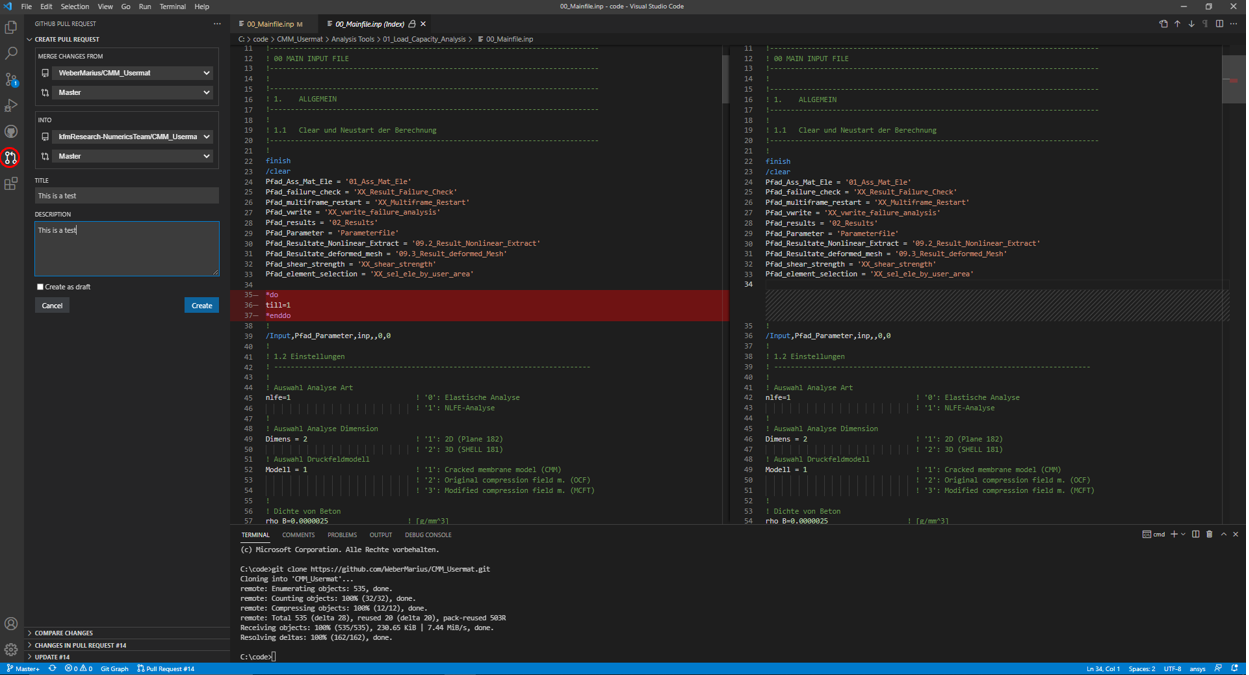 File Edit Selection View Go Run Terminal Help
00_Mainfile.inp - code - Visual Studio Code
GITHUB PULL REQUEST
CREATE PULL REQUEST
MERGE CHANGES FROM
WeberMarius/CMM_Usermat
Master
INTO
kfmResearch-NumericsTeam/CMM_Userma
Master
TITLE
This is a test
DESCRIPTION
This is a test
Create as draft
Cancel Create
COMPARE CHANGES
CHANGES IN PULL REQUEST #14
UPDATE #14
00_Mainfile.inp M
00_Mainfile.inp (Index)
C: > code > CMM_Usermat > Analysis Tools > 01_Load_Capacity_Analysis > 00_Mainfile.inp
11 !------------------------------------------------------------------------------
12 ! 00 MAIN INPUT FILE
13 !------------------------------------------------------------------------------
14 !
15 !------------------------------------------------------------------------------
16 ! 1. ALLGEMEIN
17 !------------------------------------------------------------------------------
18 !
19 ! 1.1 Clear und Neustart der Berechnung
20 !------------------------------------------------------------------------------
21 !
22 finish
23 /clear
24 Pfad_Ass_Mat_Ele = '01_Ass_Mat_Ele'
25 Pfad_failure_check = 'XX_Result_Failure_Check'
26 Pfad_multiframe_restart = 'XX_Multiframe_Restart'
27 Pfad_vwrite = 'XX_vwrite_failure_analysis'
28 Pfad_results = '02_Results'
29 Pfad_Parameter = 'Parameterfile'
30 Pfad_Resultate_Nonlinear_Extract = '09.2_Result_Nonlinear_Extract'
31 Pfad_Resultate_deformed_mesh = '09.3_Result_deformed_Mesh'
32 Pfad_shear_strength = 'XX_shear_strength'
33 Pfad_element_selection = 'XX_sel_ele_by_user_area'
34
35— *do
36— till=1
37— *enddo
38 !
39 /Input,Pfad_Parameter,inp,,0,0
40 !
41 ! 1.2 Einstellungen
42 ! --------------------------------------------------------------------------
43 !
44 ! Auswahl Analyse Art
45 nlfe=1 ! '0': Elastische Analyse
46 ! '1': NLFE-Analyse
47 !
48 ! Auswahl Analyse Dimension
49 Dimens = 2 ! '1': 2D (Plane 182)
50 ! '2': 3D (SHELL 181)
51 ! Auswahl Druckfeldmodell
52 Modell = 1 ! '1': Cracked membrane model (CMM)
53 ! '2': Original compression field m. (OCF)
54 ! '3': Modified compression field m. (MCFT)
55 !
56 ! Dichte von Beton
57 rho_B=0.0000025 ! [g/mm^3]
11 !------------------------------------------------------------------------------
12 ! 00 MAIN INPUT FILE
13 !------------------------------------------------------------------------------
14 !
15 !------------------------------------------------------------------------------
16 ! 1. ALLGEMEIN
17 !------------------------------------------------------------------------------
18 !
19 ! 1.1 Clear und Neustart der Berechnung
20 !------------------------------------------------------------------------------
21 !
22 finish
23 /clear
24 Pfad_Ass_Mat_Ele = '01_Ass_Mat_Ele'
25 Pfad_failure_check = 'XX_Result_Failure_Check'
26 Pfad_multiframe_restart = 'XX_Multiframe_Restart'
27 Pfad_vwrite = 'XX_vwrite_failure_analysis'
28 Pfad_results = '02_Results'
29 Pfad_Parameter = 'Parameterfile'
30 Pfad_Resultate_Nonlinear_Extract = '09.2_Result_Nonlinear_Extract'
31 Pfad_Resultate_deformed_mesh = '09.3_Result_deformed_Mesh'
32 Pfad_shear_strength = 'XX_shear_strength'
33 Pfad_element_selection = 'XX_sel_ele_by_user_area'
34
35 !
36 /Input,Pfad_Parameter,inp,,0,0
37 !
38 ! 1.2 Einstellungen
39 ! --------------------------------------------------------------------------
40 !
41 ! Auswahl Analyse Art
42 nlfe=1 ! '0': Elastische Analyse
43 ! '1': NLFE-Analyse
44 !
45 ! Auswahl Analyse Dimension
46 Dimens = 2 ! '1': 2D (Plane 182)
47 ! '2': 3D (SHELL 181)
48 ! Auswahl Druckfeldmodell
49 Modell = 1 ! '1': Cracked membrane model (CMM)
50 ! '2': Original compression field m. (OCF)
51 ! '3': Modified compression field m. (MCFT)
52 !
53 ! Dichte von Beton
54 rho_B=0.0000025 ! [g/mm^3]
TERMINAL COMMENTS PROBLEMS OUTPUT DEBUG CONSOLE
cmd
(c) Microsoft Corporation. Alle Rechte vorbehalten.
C:\code>git clone https://github.com/WeberMarius/CMM_Usermat.git
Cloning into 'CMM_Usermat'...
remote: Enumerating objects: 535, done.
remote: Counting objects: 100% (32/32), done.
remote: Compressing objects: 100% (12/12), done.
remote: Total 535 (delta 28), reused 20 (delta 20), pack-reused 503R
Receiving objects: 100% (535/535), 230.65 KiB | 7.44 MiB/s, done.
Resolving deltas: 100% (162/162), done.
C:\code>
1
Master+ 0 0 Git Graph Pull Request #14
Ln 34, Col 1 Spaces: 2 UTF-8 ansys